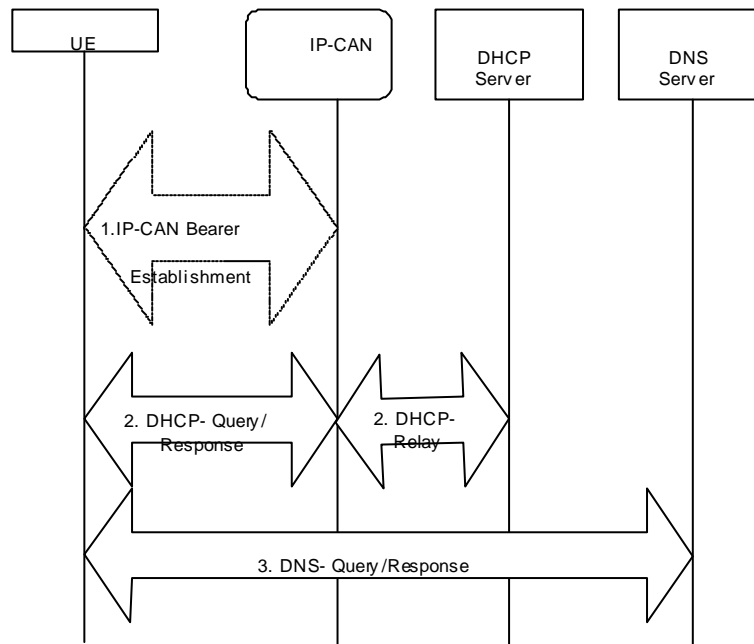 UE
IP-CAN
DHCP
Server
DNS
Server
1.IP-CAN Bearer
Establishment
2. DHCP- Query/
Response
2. DHCP-
Relay
3. DNS- Query/Response